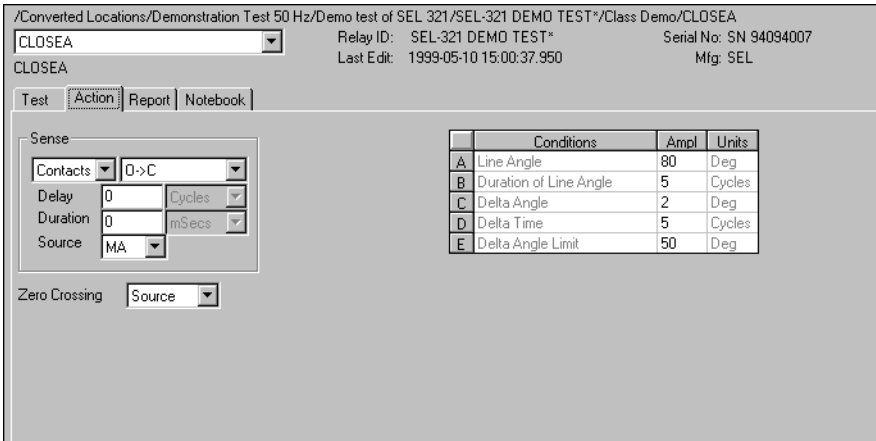 /Converted Locations/Demonstration Test 50 Hz/Demo test of SEL 321/SEL-321 DEMO TEST*/Class Demo/CLOSEA
CLOSEA Relay ID: SEL-321 DEMO TEST* Serial No: SN 94094007
Last Edit: 1999-05-10 15:00:37.950 Mfg: SEL
CLOSEA
Test Action Report Notebook
Sense
Contacts O->C
Delay 0 Cycles
Duration 0 mSecs
Source MA
Zero Crossing Source
Conditions Ampl Units
A Line Angle 80 Deg
B Duration of Line Angle 5 Cycles
C Delta Angle 2 Deg
D Delta Time 5 Cycles
E Delta Angle Limit 50 Deg